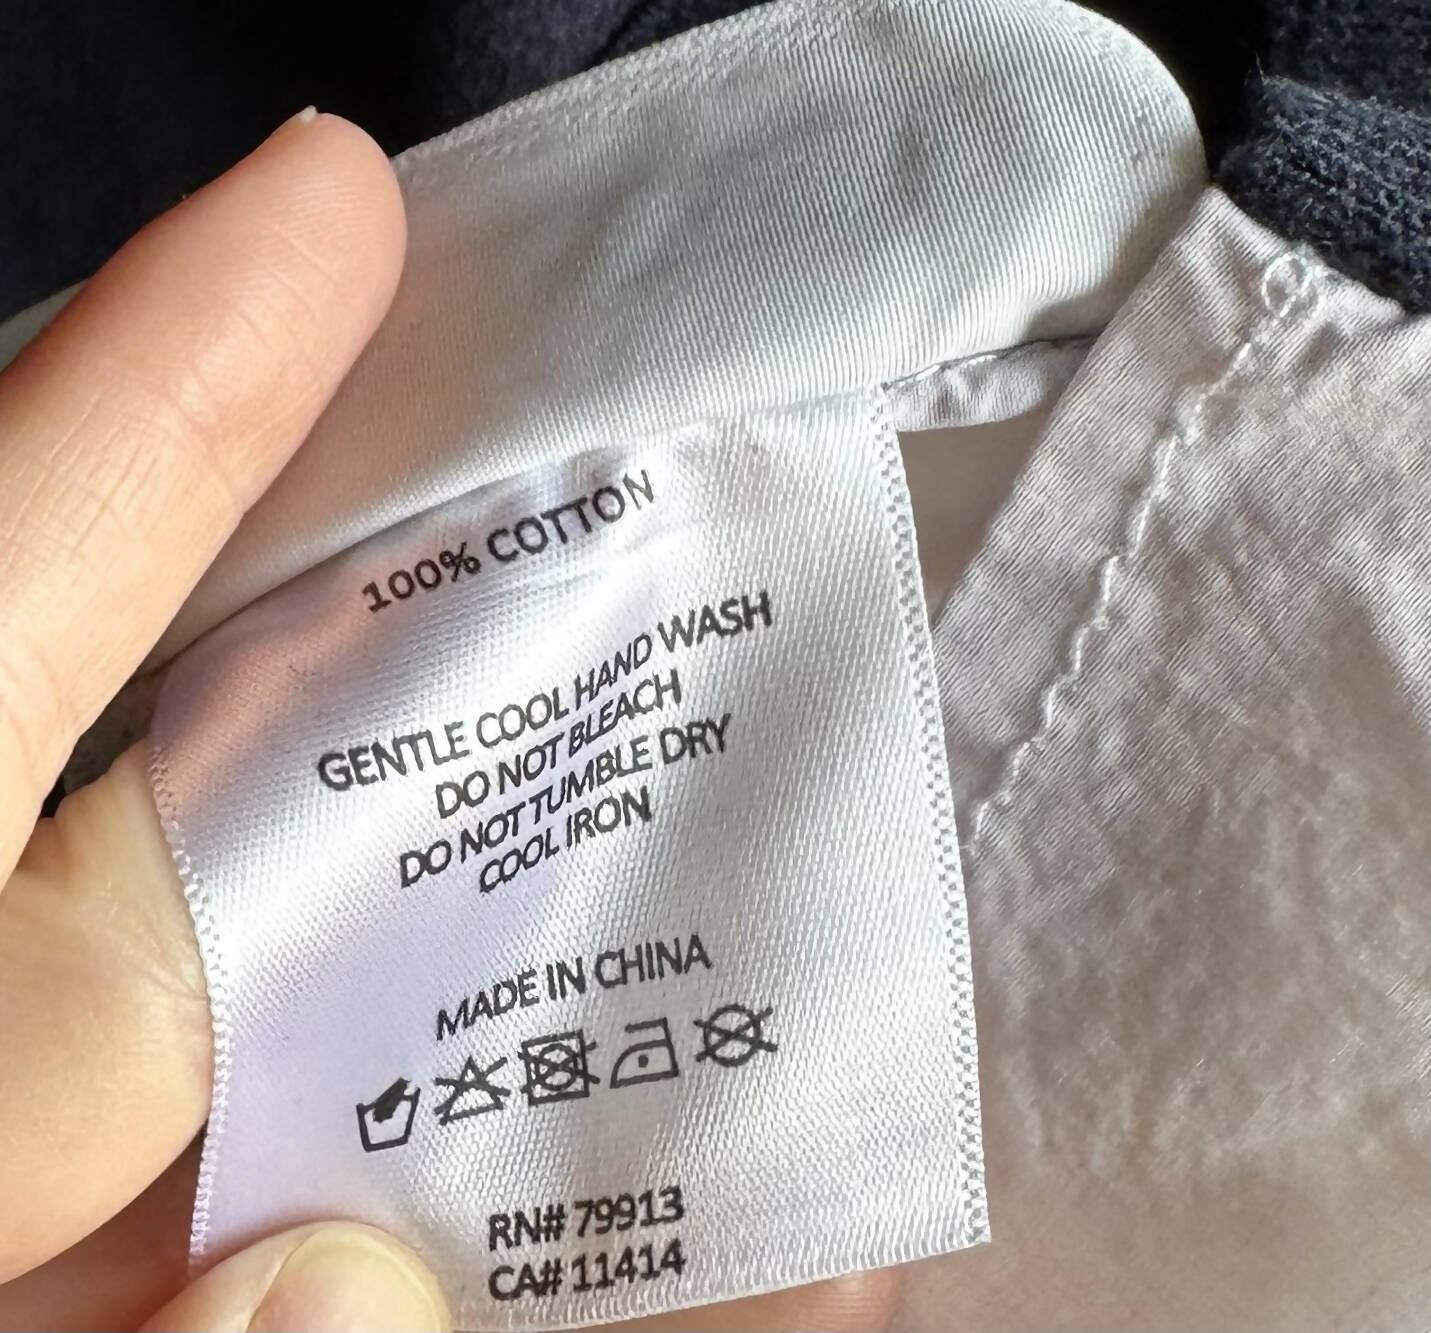 100% COTTON
GENTLE COOL HAND WASH
DO NOT BLEACH
DO NOT TUMBLE DRY
COOL IRON
MADE IN CHINA
RN# 79913
CA# 11414